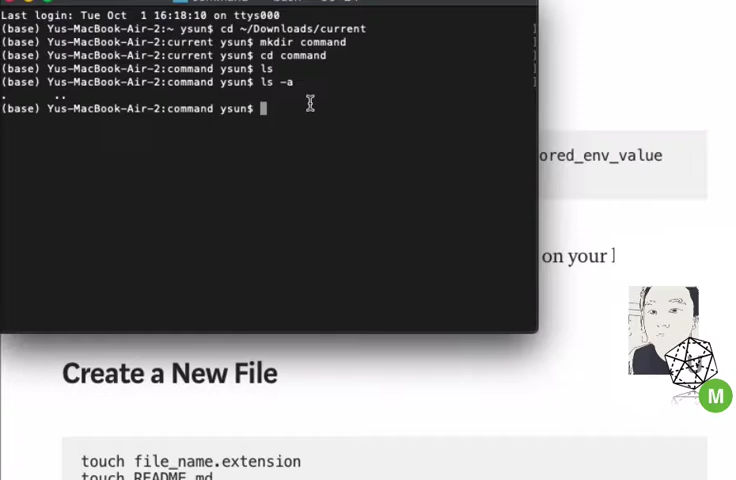 Last login: Tue Oct  1 16:18:10 on ttys000
(base) Yus-MacBook-Air-2:~ ysun$ cd ~/Downloads/current
(base) Yus-MacBook-Air-2:current ysun$ mkdir command
(base) Yus-MacBook-Air-2:current ysun$ cd command
(base) Yus-MacBook-Air-2:command ysun$ ls
(base) Yus-MacBook-Air-2:command ysun$ ls -a
.       ..
(base) Yus-MacBook-Air-2:command ysun$
ored_env_value
on your
Create a New File
M
touch file_name.extension
touch README.md